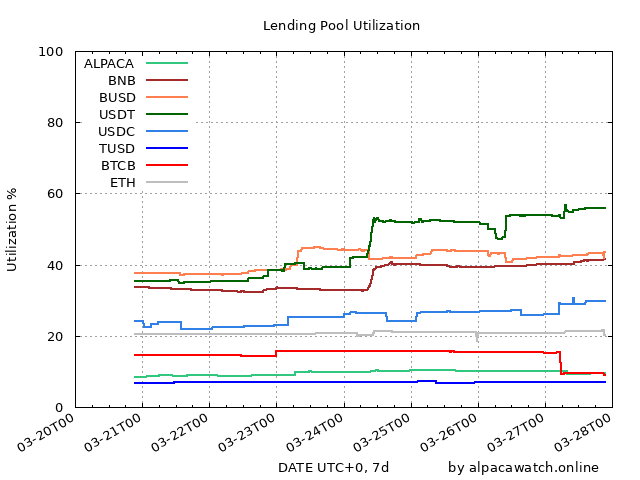 Lending Pool Utilization
100
80
60
40
20
0
Utilization %
ALPACA
BNB
BUSD
USDT
USDC
TUSD
BTCB
ETH
03-20T00
03-21T00
03-22T00
03-23T00
03-24T00
03-25T00
03-26T00
03-27T00
03-28T00
DATE UTC+0, 7d
by alpacawatch.online